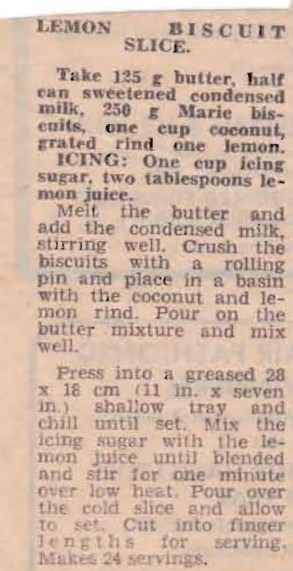 LEMON BISCUIT
SLICE.
Take 125 g butter, half
can sweetened condensed
milk, 250 g Marie bis-
cuits, one cup coconut,
grated rind one lemon.
ICING: One cup icing
sugar, two tablespoons le-
mon juice.
Melt the butter and
add the condensed milk,
stirring well. Crush the
biscuits with a rolling
pin and place in a basin
with the coconut and le-
mon rind. Pour on the
butter mixture and mix
well.
Press into a greased 28
x 18 cm (11 in. x seven
in.) shallow tray and
chill until set. Mix the
icing sugar with the le-
mon juice until blended
and stir for one minute
over low heat. Pour over
the cold slice and allow
to set. Cut into finger
lengths for serving.
Makes 24 servings.